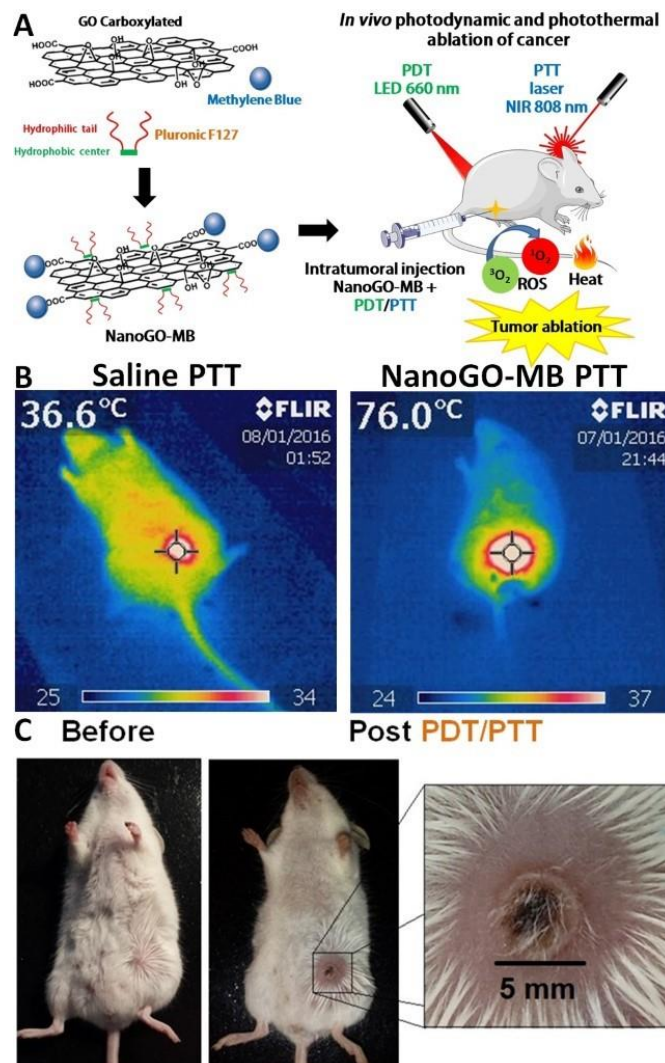 A
GO Carboxylated
HOOC
OH
O
COOH
Methylene Blue
Hydrophilic tail
Hydrophobic center
Pluronic F127
NanoGO-MB
In vivo photodynamic and photothermal
ablation of cancer
PDT
LED 660 nm
PTT
laser
NIR 808 nm
Intratumoral injection
NanoGO-MB +
PDT/PTT
³O₂
¹O₂
ROS
Heat
Tumor ablation
B
Saline PTT
36.6°C
FLIR
08/01/2016
01:52
25
34
NanoGO-MB PTT
76.0°C
FLIR
07/01/2016
21:44
24
37
C
Before
Post PDT/PTT
5 mm